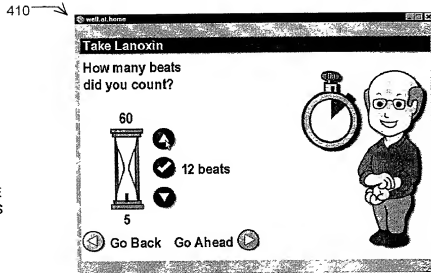 410
well.at.home
Take Lanoxin
How many beats
did you count?
60
12 beats
5
Go Back Go Ahead